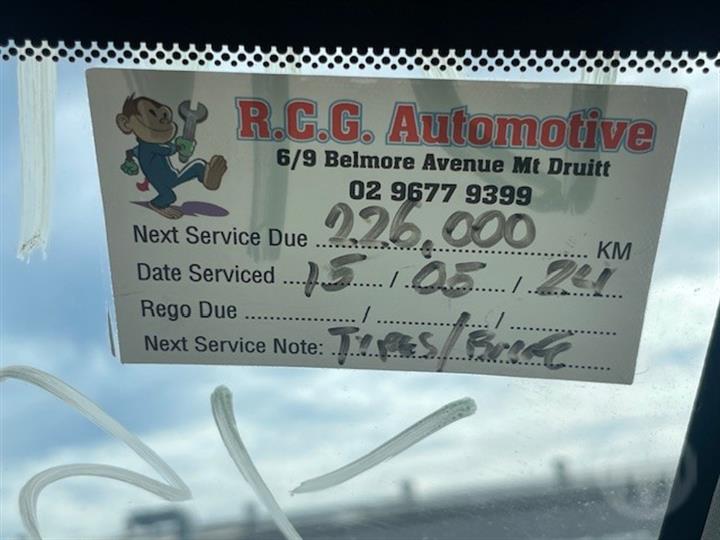 R.C.G. Automotive
6/9 Belmore Avenue Mt Druitt
02 9677 9399
Next Service Due 226,000 KM
Date Serviced 15 / 05 / 24
Rego Due / /
Next Service Note: Tyres/